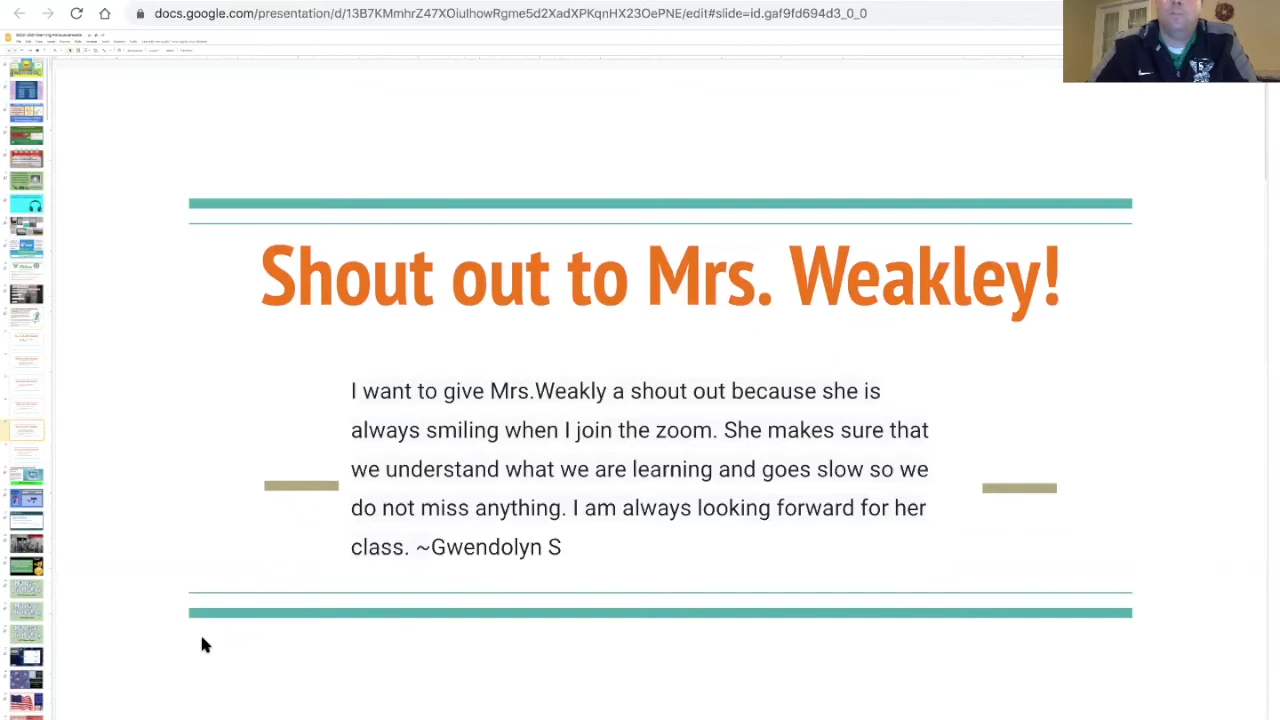 docs.google.com/presentation/d/13B7KMmhrZ47XOiulhowRgme5d2XadXPKqnHX23OePNE/edit#slide=id.gaf9fd694d3_0_0
Shout out to Mrs. Weakley!
I want to give Mrs.Weakly a shout out because she is
always smiling when I join the zoom .She makes sure that
we understand what we are learning and goes slow so we
do not miss anything. I am always looking forward for her
class. ~Gwendolyn S